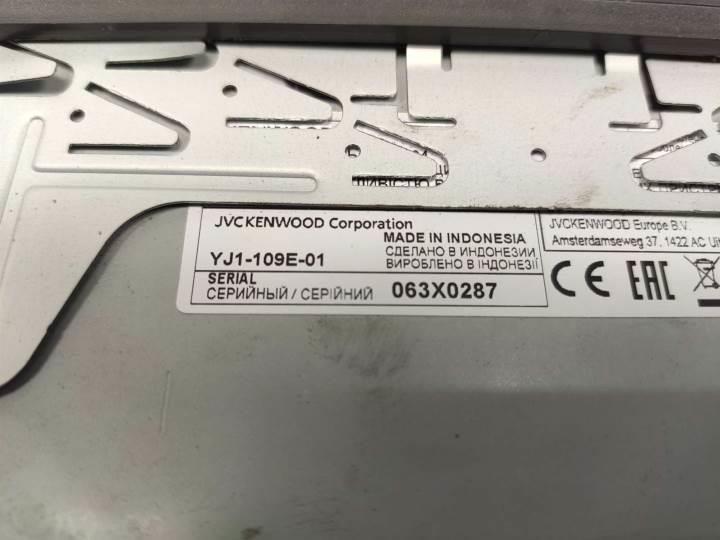 JVCKENWOOD Corporation
MADE IN INDONESIA
YJ1-109E-01
СДЕЛАНО В ИНДОНЕЗИИ
ВИРОБЛЕНО В ІНДОНЕЗІЇ
SERIAL
СЕРИЙНЫЙ / СЕРІЙНИЙ
063X0287
JVCKENWOOD Europe B.V.
Amsterdamseweg 37, 1422 AC
CE EAC